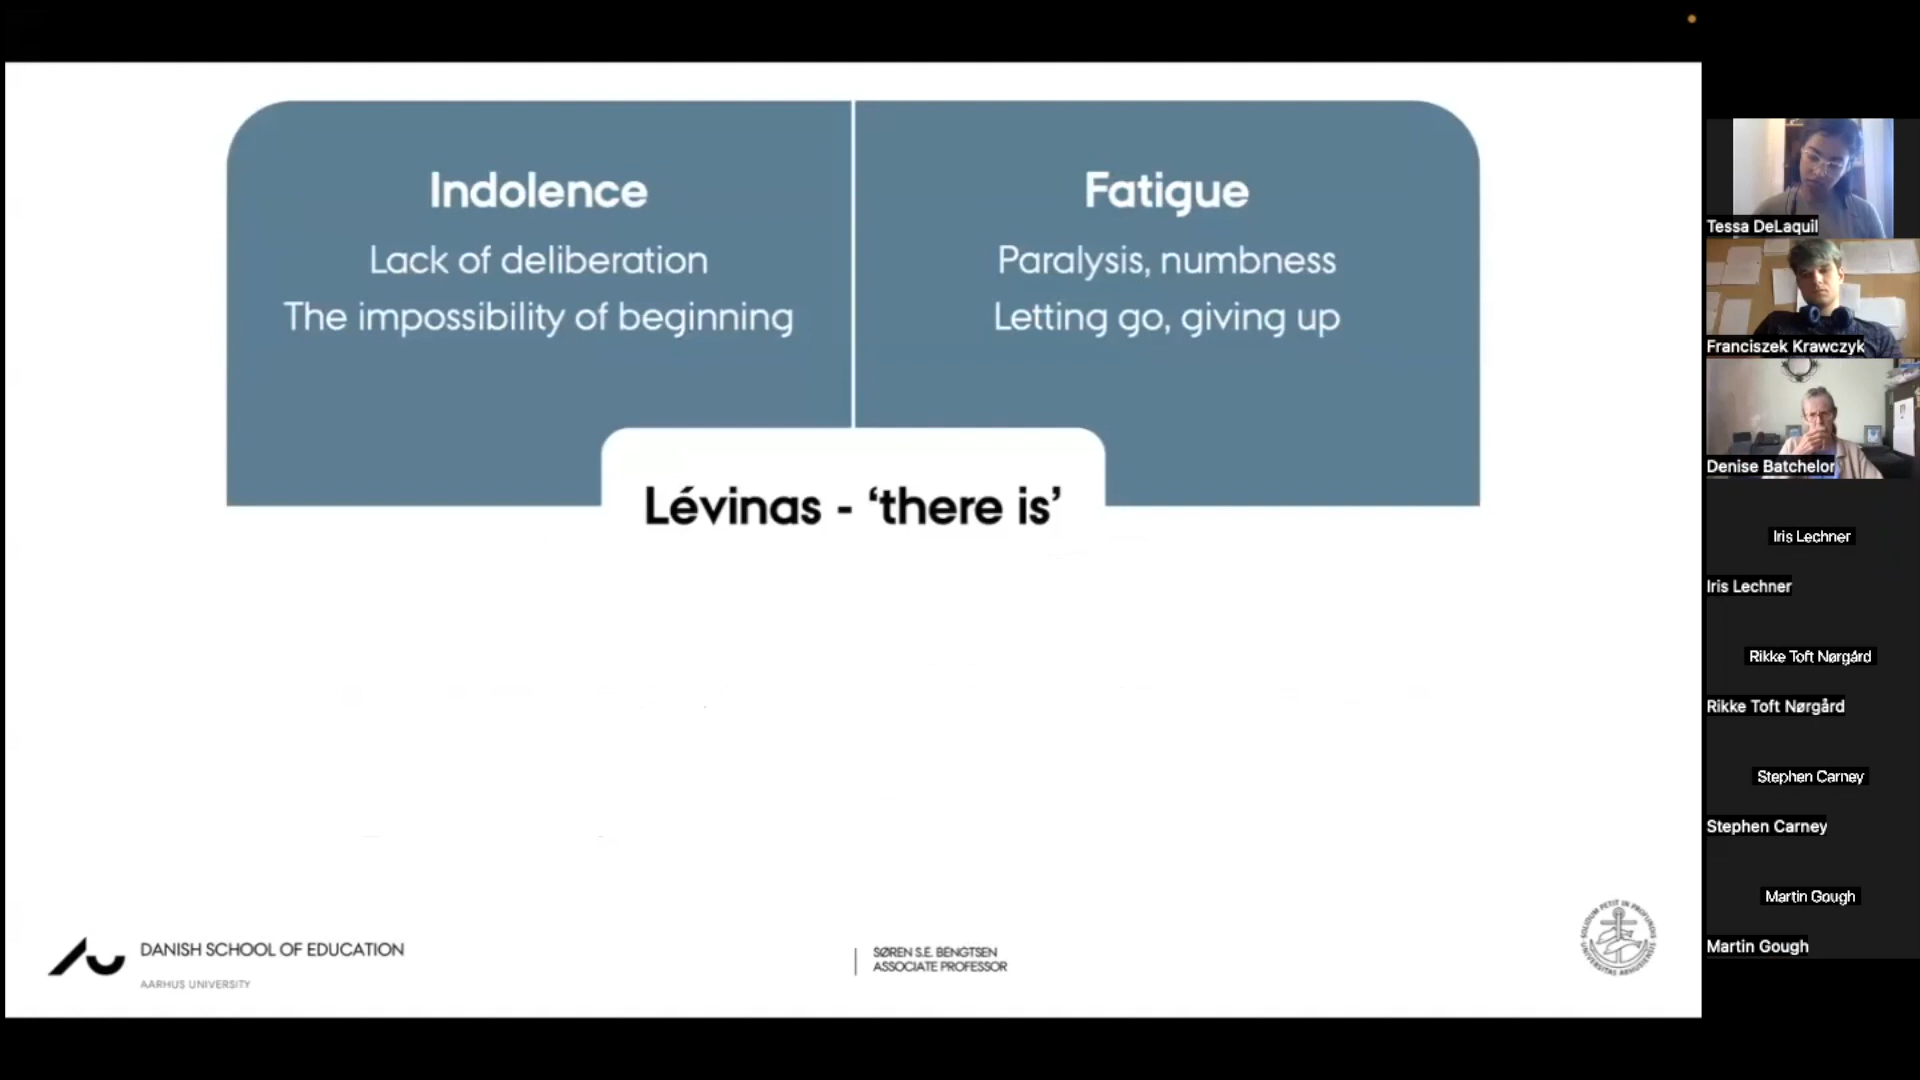 Indolence
Lack of deliberation
The impossibility of beginning
Fatigue
Paralysis, numbness
Letting go, giving up
Lévinas - ‘there is’
DANISH SCHOOL OF EDUCATION
AARHUS UNIVERSITY
SØREN S.E. BENGTSEN
ASSOCIATE PROFESSOR
Tessa DeLaquil
Franciszek Krawczyk
Denise Batchelor
Iris Lechner
Iris Lechner
Rikke Toft Nørgård
Rikke Toft Nørgård
Stephen Carney
Stephen Carney
Martin Gough
Martin Gough